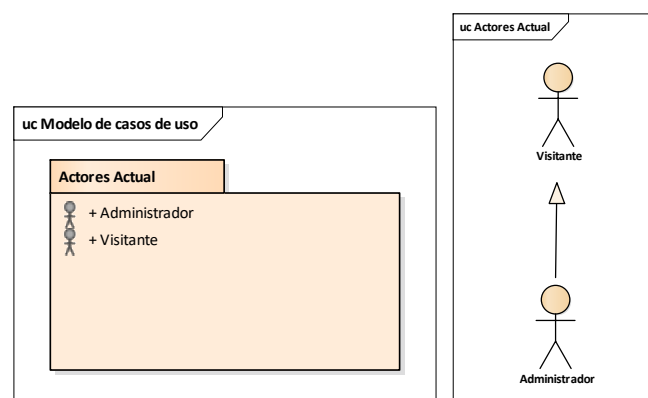 uc Modelo de casos de uso
Actores Actual
+ Administrador
+ Visitante
uc Actores Actual
Visitante
Administrador